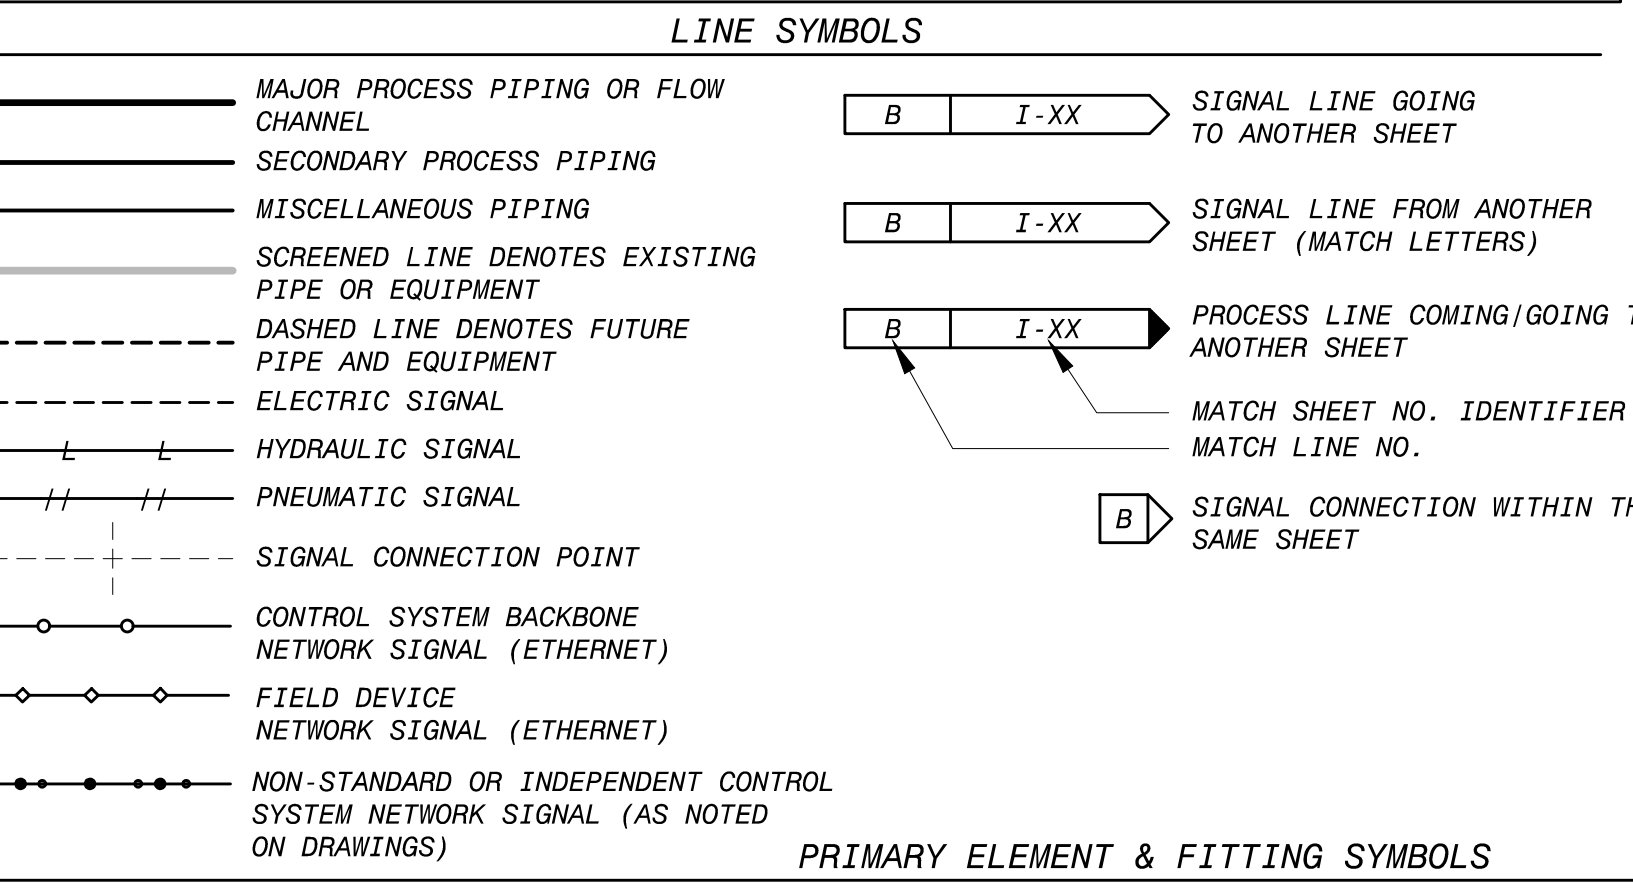 LINE SYMBOLS
MAJOR PROCESS PIPING OR FLOW
CHANNEL
SECONDARY PROCESS PIPING
MISCELLANEOUS PIPING
SCREENED LINE DENOTES EXISTING
PIPE OR EQUIPMENT
DASHED LINE DENOTES FUTURE
PIPE AND EQUIPMENT
ELECTRIC SIGNAL
L L
HYDRAULIC SIGNAL
PNEUMATIC SIGNAL
SIGNAL CONNECTION POINT
CONTROL SYSTEM BACKBONE
NETWORK SIGNAL (ETHERNET)
FIELD DEVICE
NETWORK SIGNAL (ETHERNET)
NON-STANDARD OR INDEPENDENT CONTROL
SYSTEM NETWORK SIGNAL (AS NOTED
ON DRAWINGS)
B I-XX
SIGNAL LINE GOING
TO ANOTHER SHEET
B I-XX
SIGNAL LINE FROM ANOTHER
SHEET (MATCH LETTERS)
B I-XX
PROCESS LINE COMING/GOING
ANOTHER SHEET
MATCH SHEET NO. IDENTIFIER
MATCH LINE NO.
B
SIGNAL CONNECTION WITHIN
SAME SHEET
PRIMARY ELEMENT & FITTING SYMBOLS